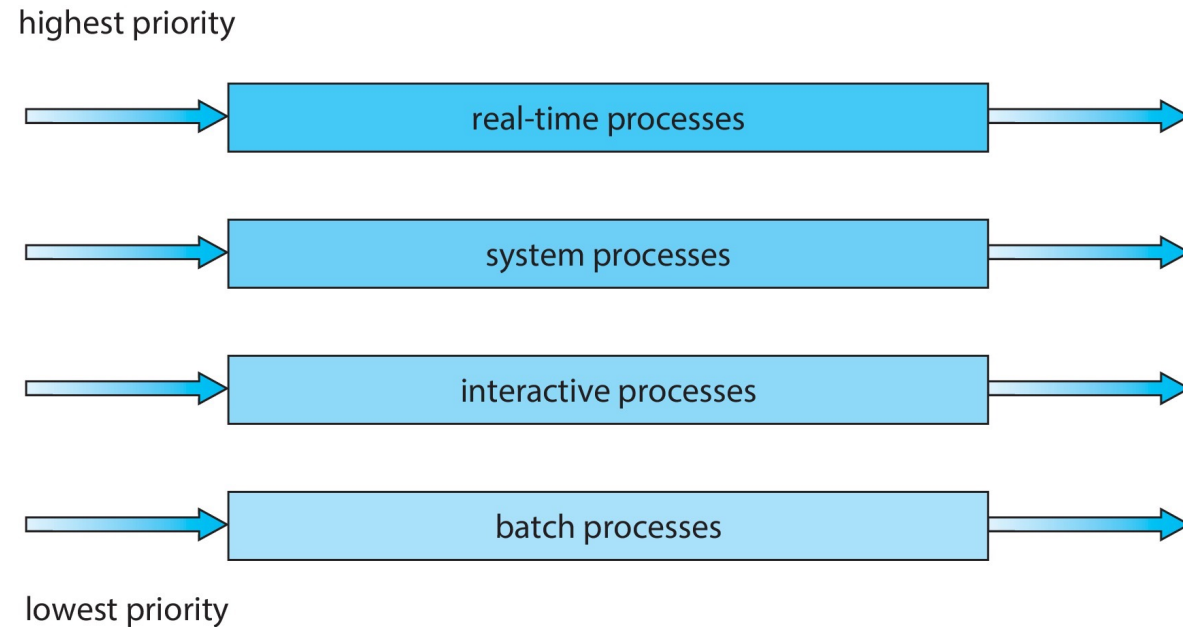 highest priority
real-time processes
system processes
interactive processes
batch processes
lowest priority